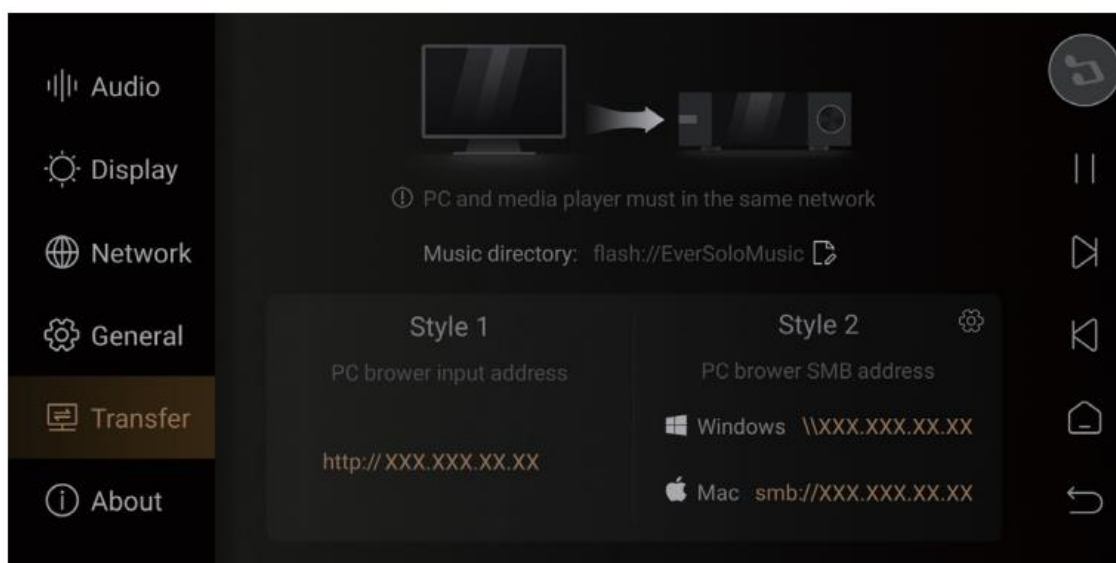 Audio
Display
Network
General
Transfer
About
PC and media player must in the same network
Music directory: flash://EverSoloMusic
Style 1
PC brower input address
http:// XXX.XXX.XX.XX
Style 2
PC brower SMB address
Windows \\XXX.XXX.XX.XX
Mac smb://XXX.XXX.XX.XX